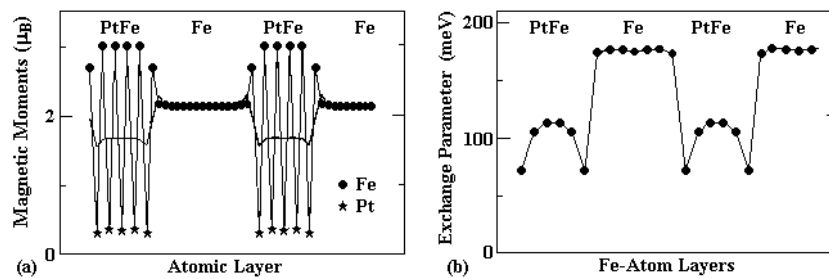 PtFe Fe PtFe Fe
Magnetic Moments (μB)
2
0
● Fe
★ Pt
(a) Atomic Layer
PtFe Fe PtFe Fe
Exchange Parameter (meV)
200
100
0
(b) Fe-Atom Layers